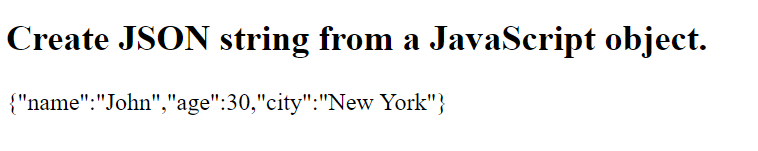 Create JSON string from a JavaScript object.
{"name":"John","age":30,"city":"New York"}